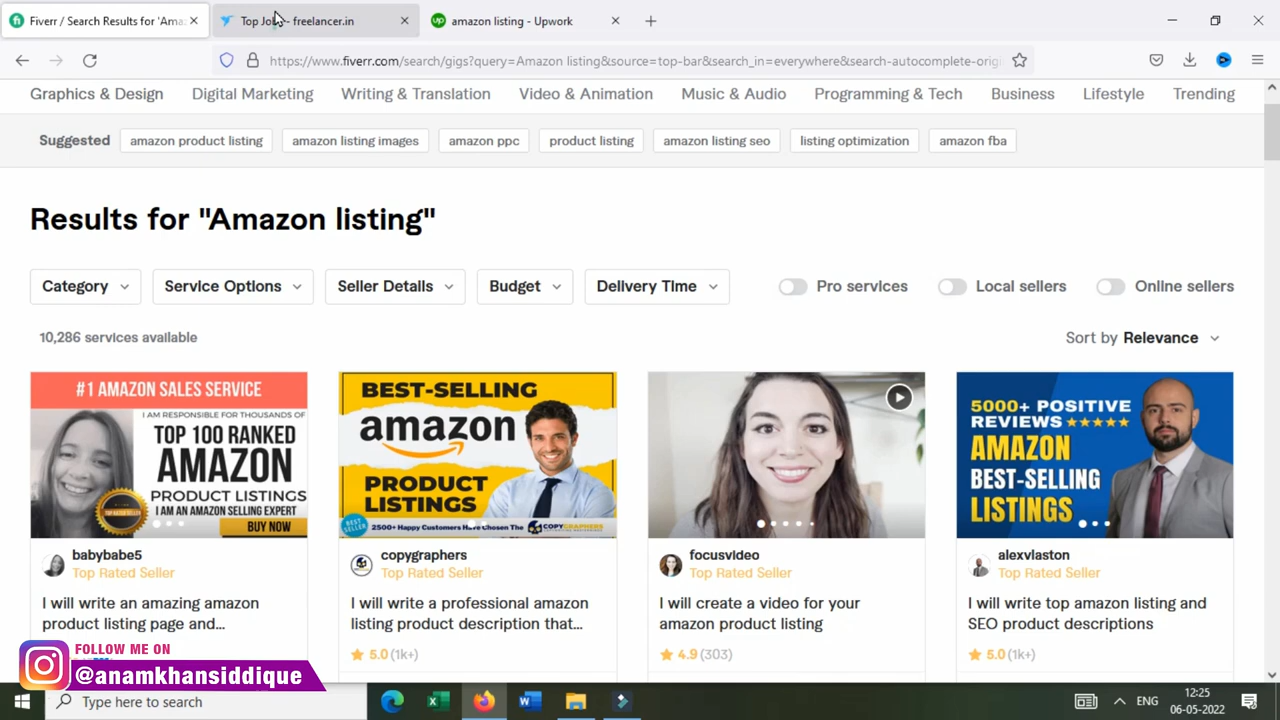 Fiverr / Search Results for 'Amaz
Top Jobs - freelancer.in
up amazon listing - Upwork
https://www.fiverr.com/search/gigs?query=Amazon listing&source=top-bar&search_in=everywhere&search-autocomplete-orig
Graphics & Design Digital Marketing Writing & Translation Video & Animation Music & Audio Programming & Tech Business Lifestyle Trending
Suggested amazon product listing amazon listing images amazon ppc product listing amazon listing seo listing optimization amazon fba
Results for "Amazon listing"
Category Service Options Seller Details Budget Delivery Time Pro services Local sellers Online sellers
10,286 services available
Sort by Relevance
#1 AMAZON SALES SERVICE
I AM RESPONSIBLE FOR THOUSANDS OF
TOP 100 RANKED
AMAZON
PRODUCT LISTINGS
I AM AN AMAZON SELLING EXPERT
BUY NOW
BEST-SELLING
amazon
PRODUCT
LISTINGS
BEST SELLER
2500+ Happy Customers Have Chosen The COPYGRAPHERS
5000+ POSITIVE
REVIEWS
AMAZON
BEST-SELLING
LISTINGS
babybabe5
Top Rated Seller
I will write an amazing amazon
product listing page and...
copygraphers
Top Rated Seller
I will write a professional amazon
listing product description that...
5.0 (1k+)
focusvideo
Top Rated Seller
I will create a video for your
amazon product listing
4.9 (303)
alexvlaston
Top Rated Seller
I will write top amazon listing and
SEO product descriptions
5.0 (1k+)
FOLLOW ME ON
@anamkhansiddique
Type here to search
ENG
12:25
06-05-2022